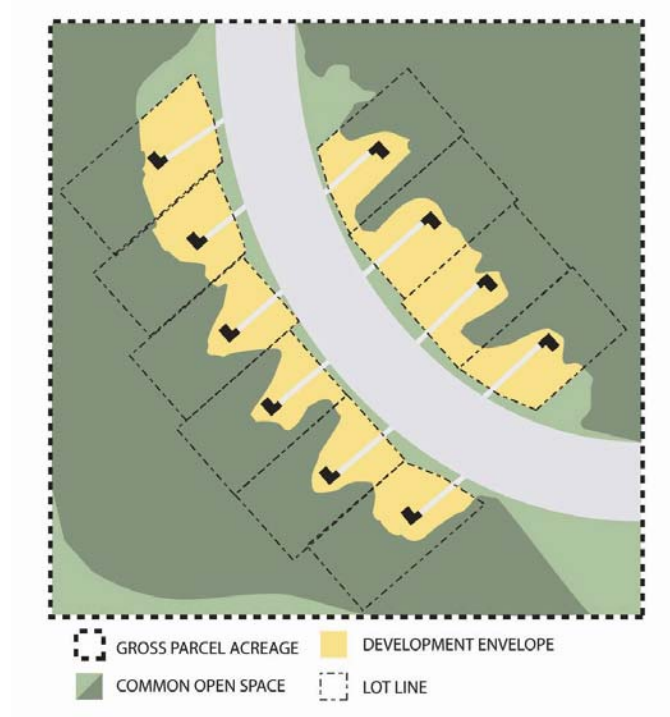 GROSS PARCEL ACREAGE
DEVELOPMENT ENVELOPE
COMMON OPEN SPACE
LOT LINE